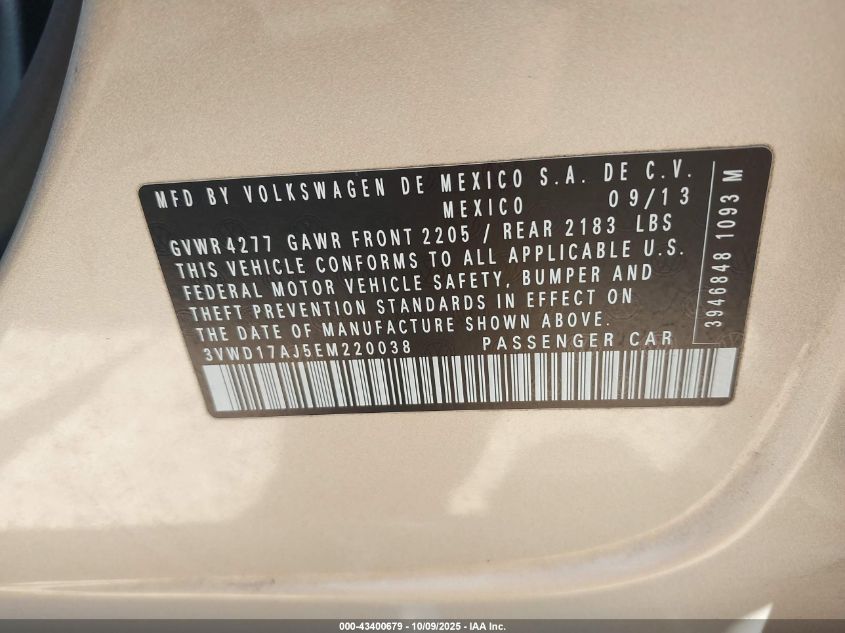 MFD BY VOLKSWAGEN DE MEXICO S.A. DE C.V.
MEXICO 09/13
GVWR 4277 GAWR FRONT 2205 / REAR 2183 LBS
THIS VEHICLE CONFORMS TO ALL APPLICABLE U.S.
FEDERAL MOTOR VEHICLE SAFETY, BUMPER AND
THEFT PREVENTION STANDARDS IN EFFECT ON
THE DATE OF MANUFACTURE SHOWN ABOVE.
3VWD17AJ5EM220038 PASSENGER CAR
3946848 1093 M
000-43400679 - 10/09/2025 - IAA Inc.